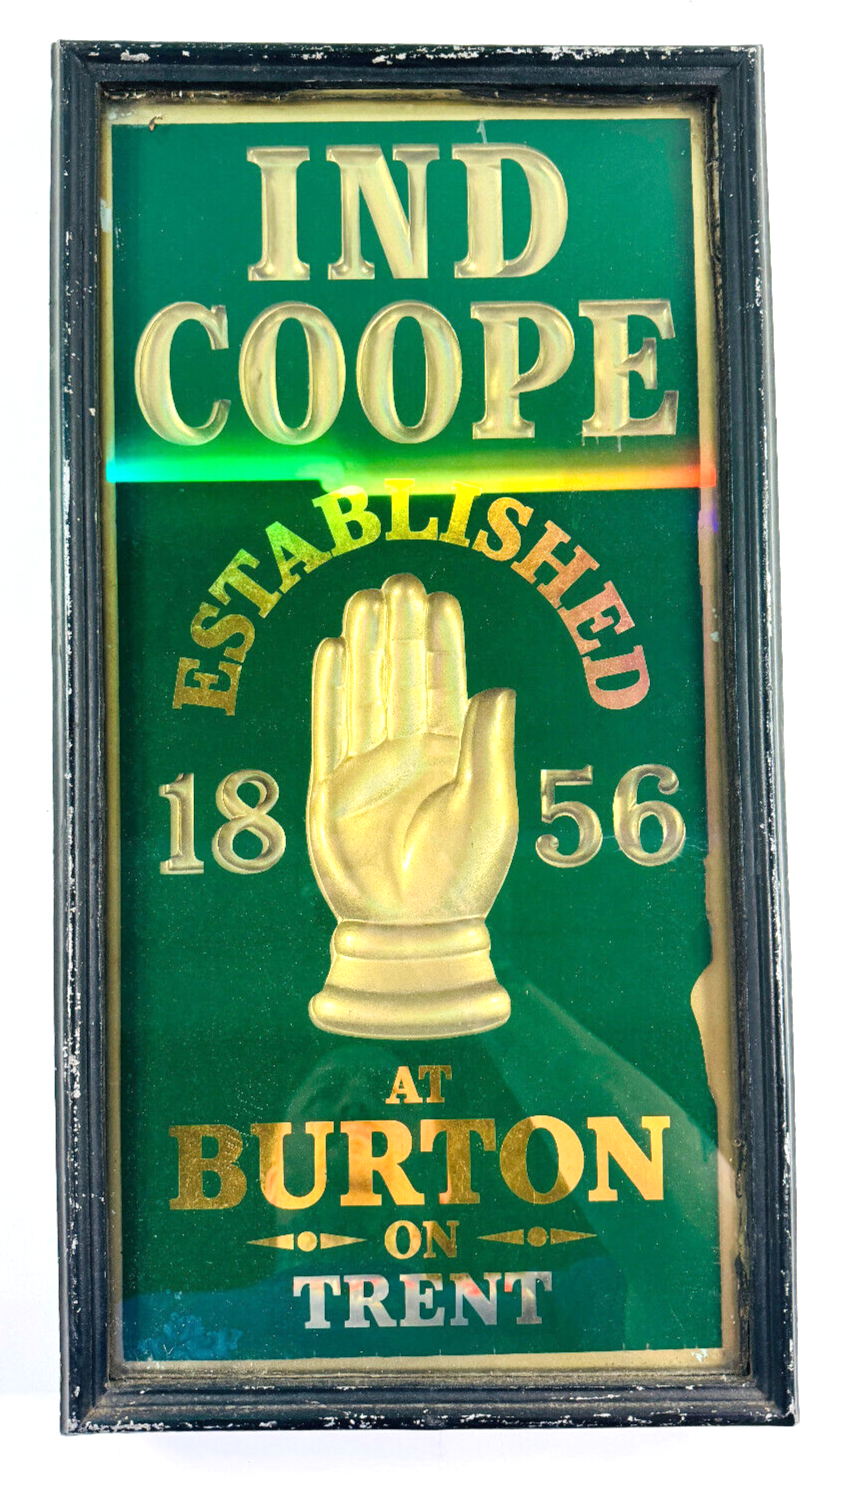 IND
COOPE
ESTABLISHED
18 56
AT
BURTON
ON
TRENT